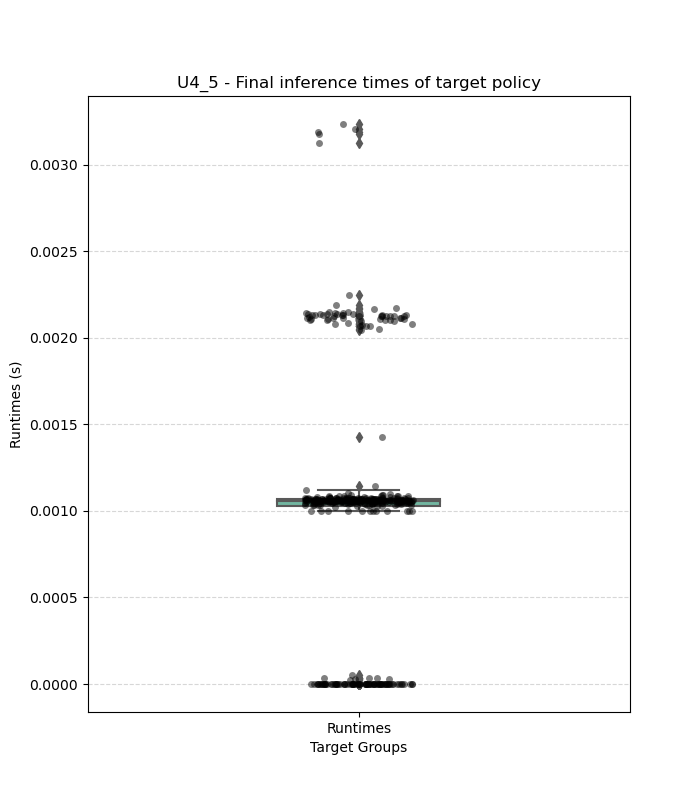 U4_5 - Final inference times of target policy
0.0030
0.0025
0.0020
0.0015
0.0010
0.0005
0.0000
Runtimes (s)
Runtimes
Target Groups